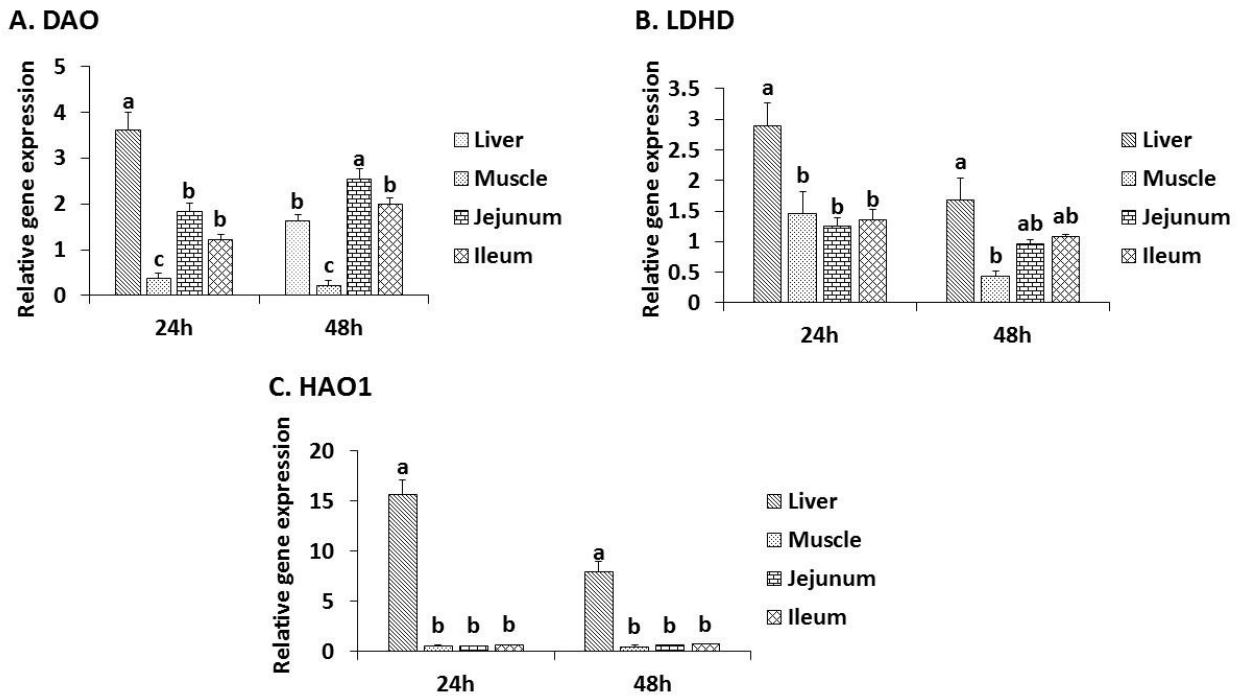 A. DAO
Relative gene expression
5
4
3
2
1
0
a
c
b
b
b
c
a
b
24h
48h
Liver
Muscle
Jejunum
Ileum
B. LDHD
Relative gene expression
3.5
3
2.5
2
1.5
1
0.5
0
a
b
b
b
a
b
ab
ab
24h
48h
Liver
Muscle
Jejunum
Ileum
C. HAO1
Relative gene expression
20
15
10
5
0
a
b
b
b
a
b
b
b
24h
48h
Liver
Muscle
Jejunum
Ileum